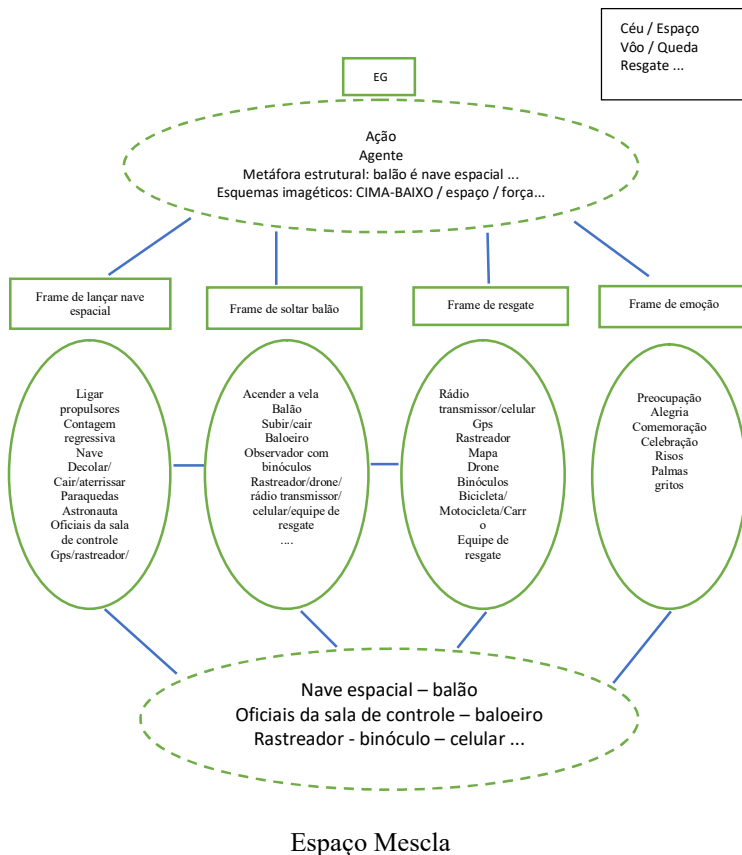 Céu / Espaço
Vôo / Queda
Resgate ...
EG
Ação
Agente
Metáfora estrutural: balão é nave espacial ...
Esquemas imagéticos: CIMA-BAIXO / espaço / força...
Frame de lançar nave
espacial
Frame de soltar balão
Frame de resgate
Frame de emoção
Ligar
propulsores
Contagem
regressiva
Nave
Decolar/
Cair/aterrissar
Paraquedas
Astronauta
Oficiais da sala
de controle
Gps/rastreador/
Acender a vela
Balão
Subir/cair
Baloeiro
Observador com
binóculos
Rastreador/drone/
rádio transmissor/
celular/equipe de
resgate
....
Rádio
transmissor/celular
Gps
Rastreador
Mapa
Drone
Binóculos
Bicicleta/
Motocicleta/Carr
o
Equipe de
resgate
Preocupação
Alegria
Comemoração
Celebração
Risos
Palmas
gritos
Nave espacial – balão
Oficiais da sala de controle – baloeiro
Rastreador - binóculo – celular ...
Espaço Mescla